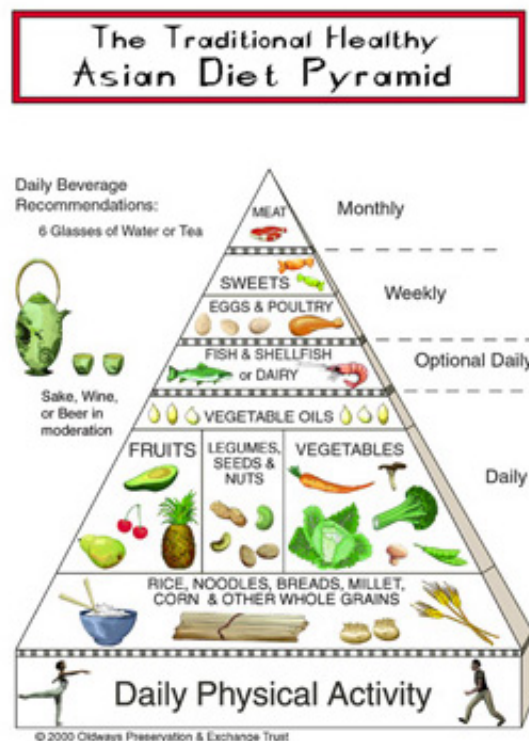 The Traditional Healthy
Asian Diet Pyramid
Daily Beverage
Recommendations:
6 Glasses of Water or Tea
Sake, Wine,
or Beer in
moderation
MEAT
Monthly
SWEETS
EGGS & POULTRY
Weekly
FISH & SHELLFISH
or DAIRY
Optional Daily
VEGETABLE OILS
FRUITS
LEGUMES,
SEEDS &
NUTS
VEGETABLES
Daily
RICE, NOODLES, BREADS, MILLET,
CORN & OTHER WHOLE GRAINS
Daily Physical Activity
© 2000 Oldways Preservation & Exchange Trust